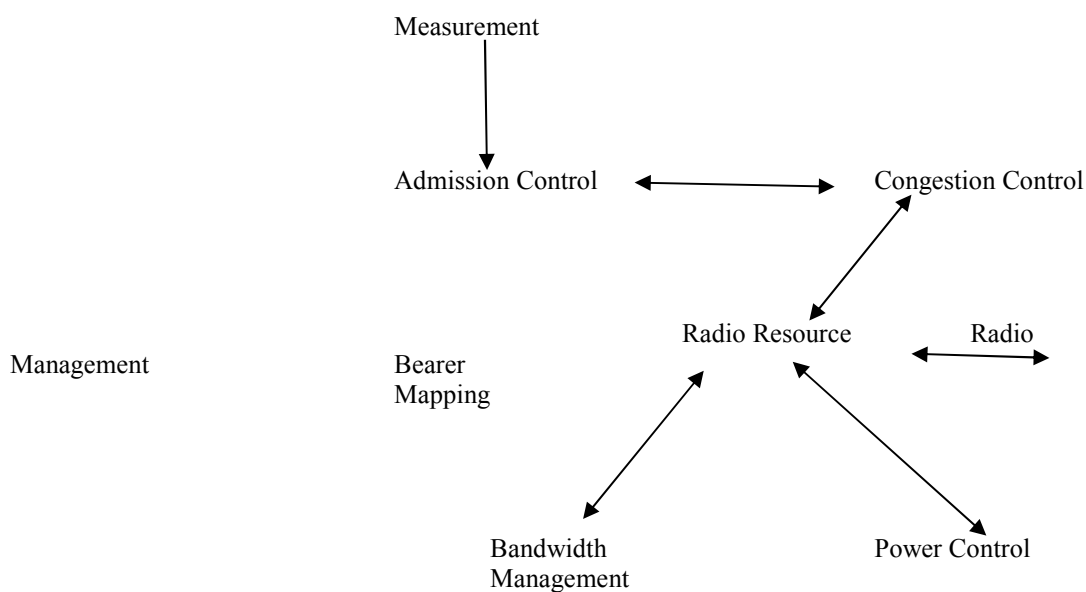 Measurement
Admission Control
Congestion Control
Radio Resource
Radio
Management
Bearer
Mapping
Bandwidth
Management
Power Control